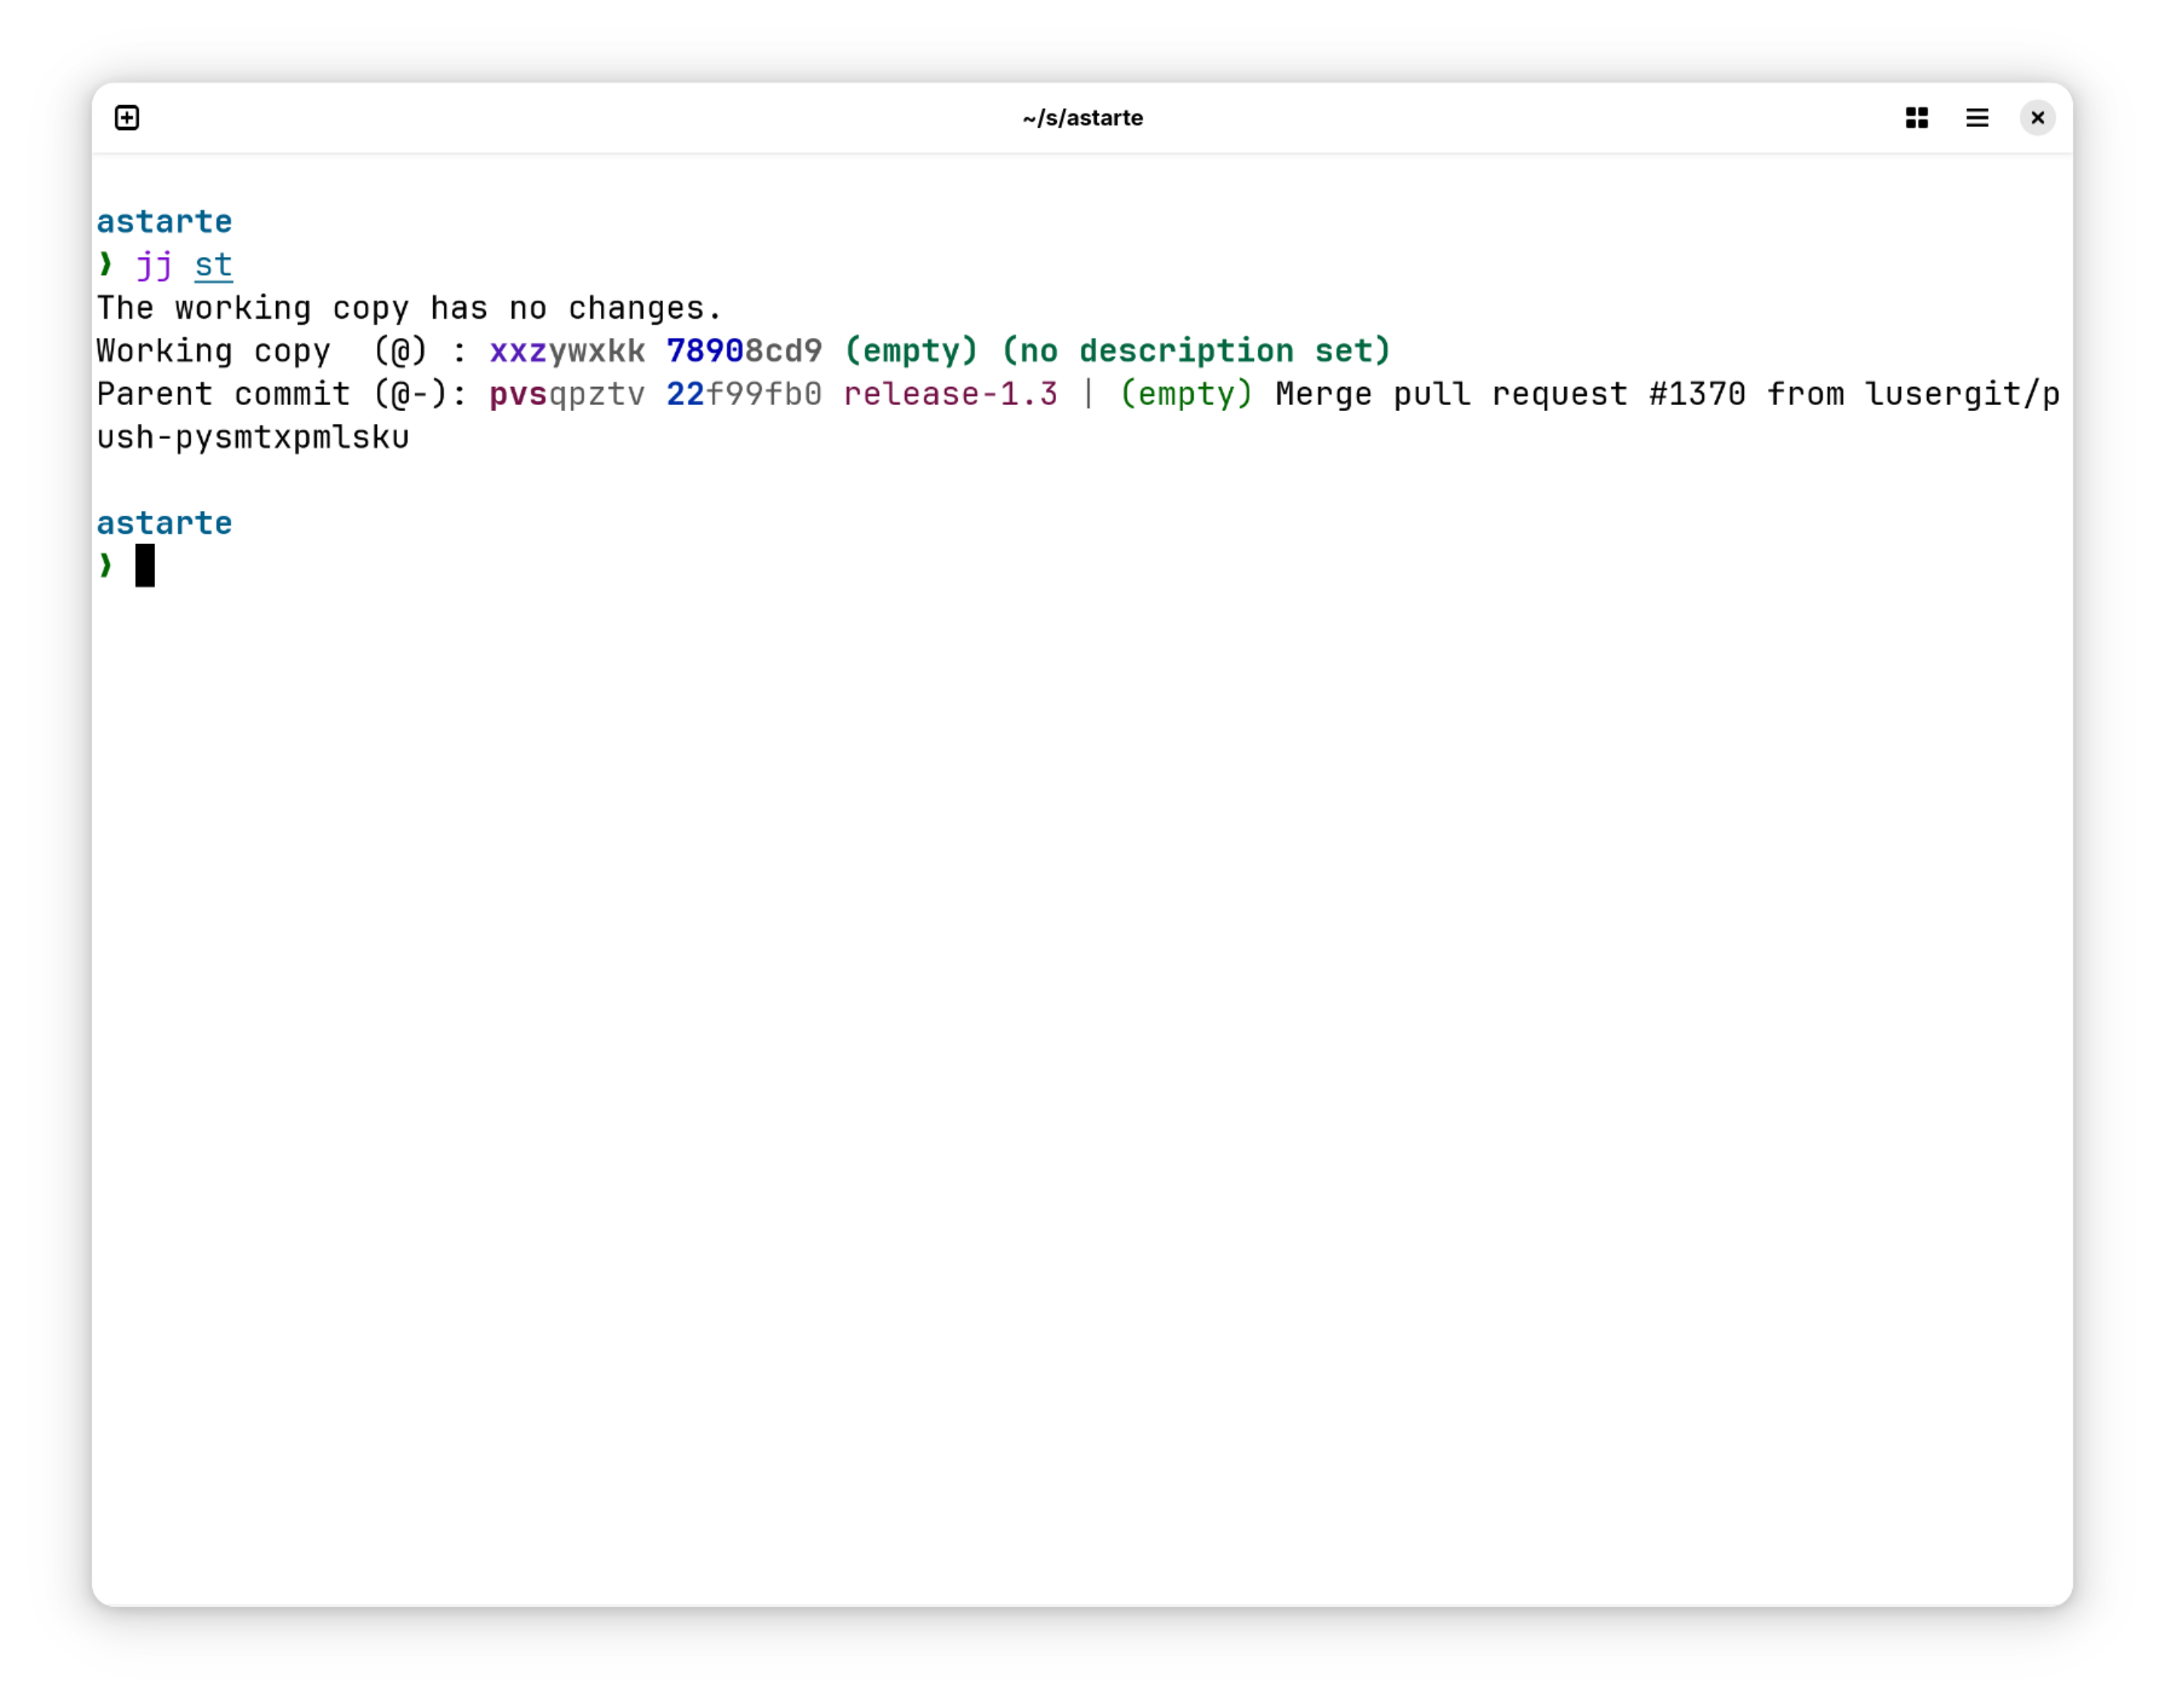 ~/s/astarte
astarte
❱ jj st
The working copy has no changes.
Working copy  (@) : xxzywxkk 78908cd9 (empty) (no description set)
Parent commit (@-): pvsqpztv 22f99fb0 release-1.3 | (empty) Merge pull request #1370 from lusergit/p
ush-pysmtxpmlsku
astarte
❱